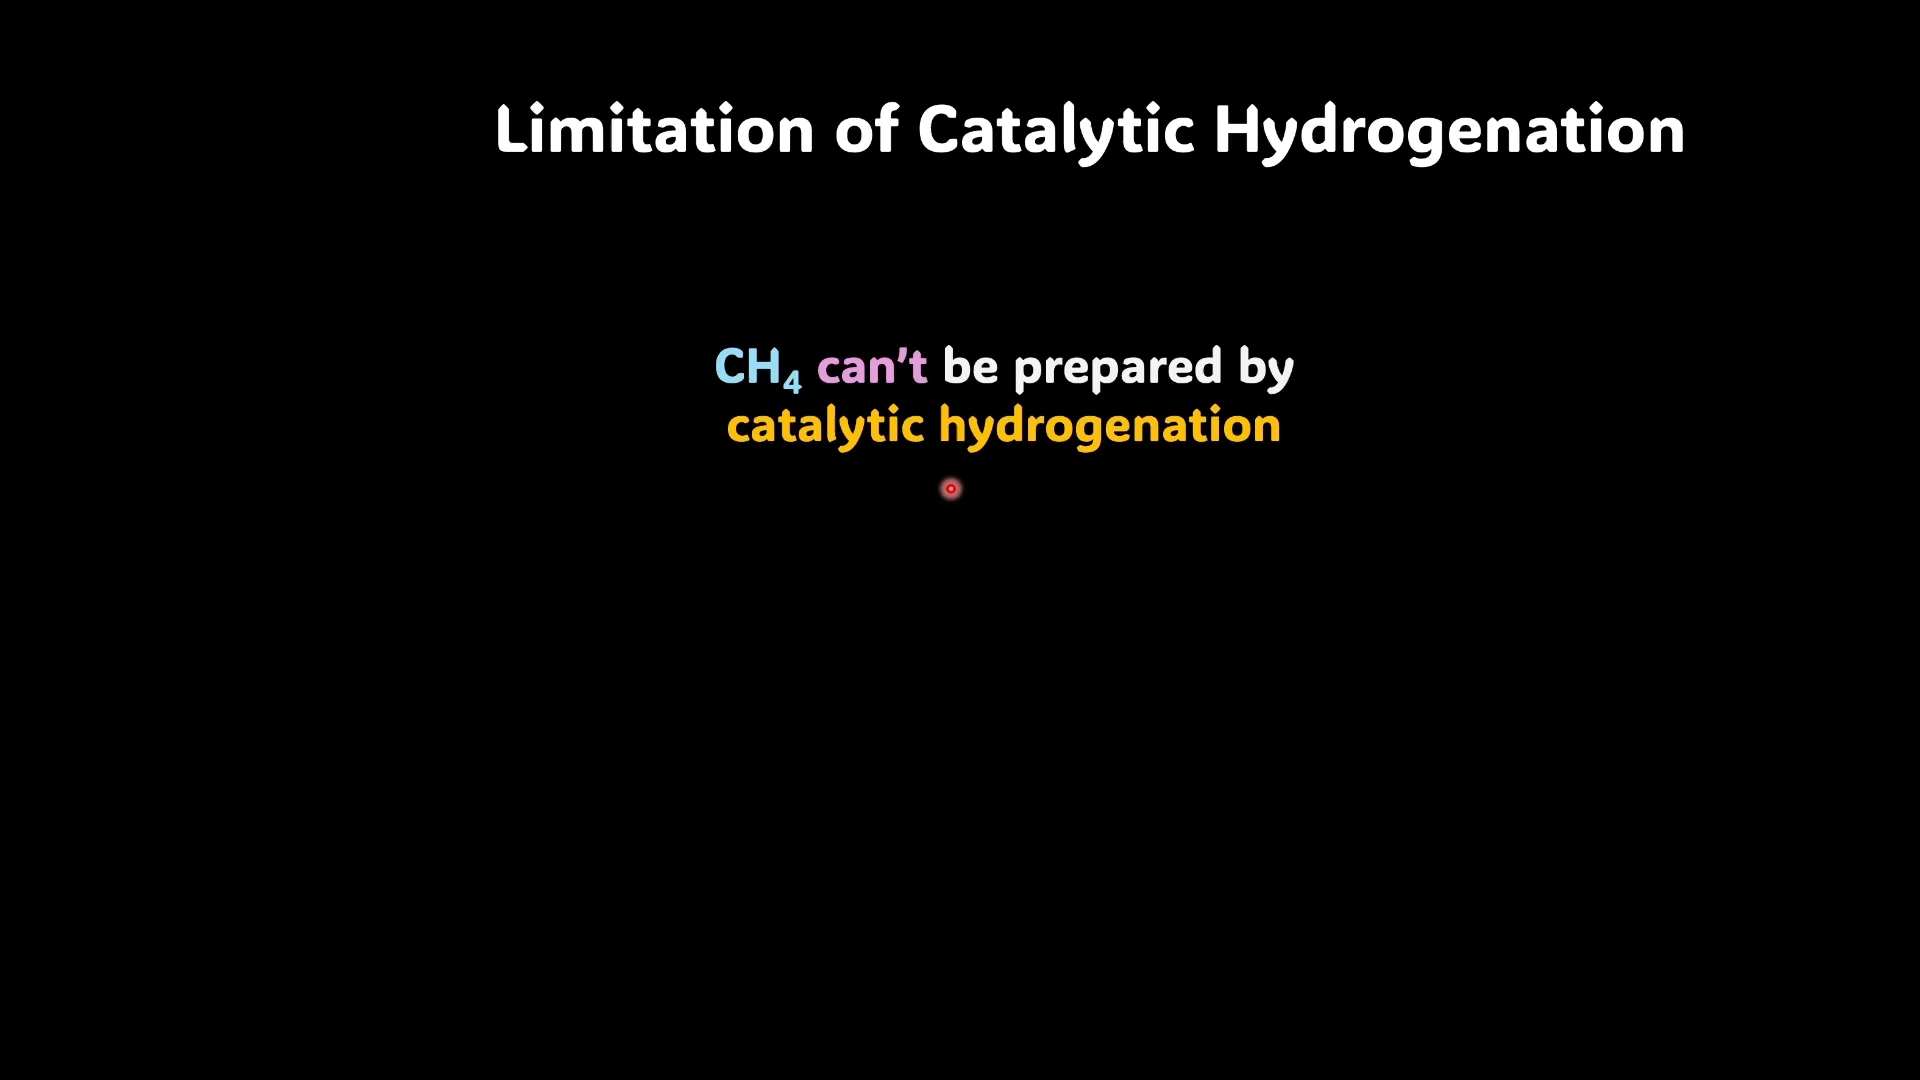 Limitation of Catalytic Hydrogenation
CH₄ can’t be prepared by
catalytic hydrogenation